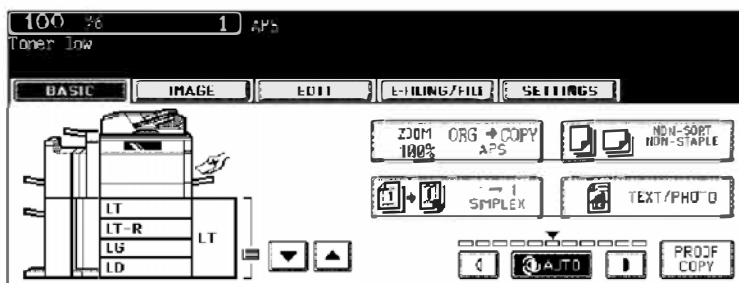 100 % 1 APS
Toner low
BASIC IMAGE EDIT E-FILING/FILE SETTINGS
ZOOM ORG → COPY
100% APS
NON-SORT
NON-STAPLE
1 → 1
SIMPLEX
TEXT/PHOTO
LT
LT-R
LG
LD
LT
AUTO
PROOF
COPY